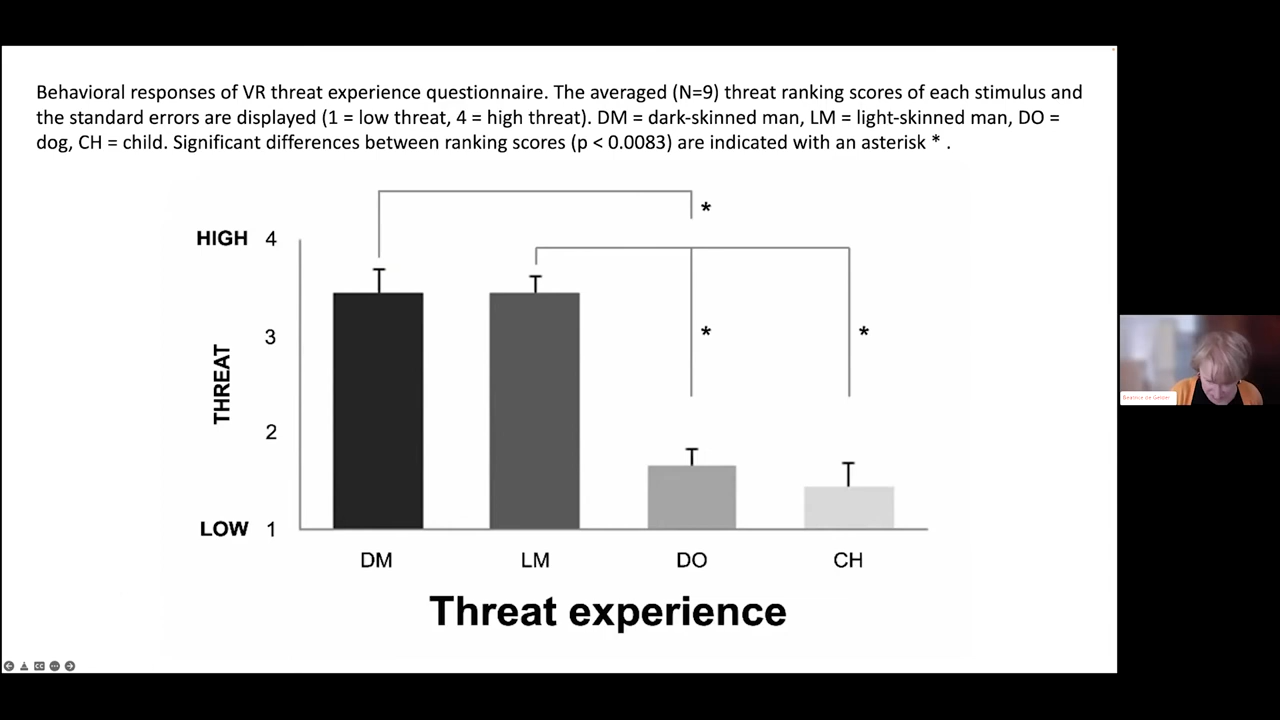 Behavioral responses of VR threat experience questionnaire. The averaged (N=9) threat ranking scores of each stimulus and
the standard errors are displayed (1 = low threat, 4 = high threat). DM = dark-skinned man, LM = light-skinned man, DO =
dog, CH = child. Significant differences between ranking scores (p < 0.0083) are indicated with an asterisk * .
*
HIGH 4
* *
3
THREAT
2
LOW 1
DM LM DO CH
Threat experience
Beatrice de Gelder